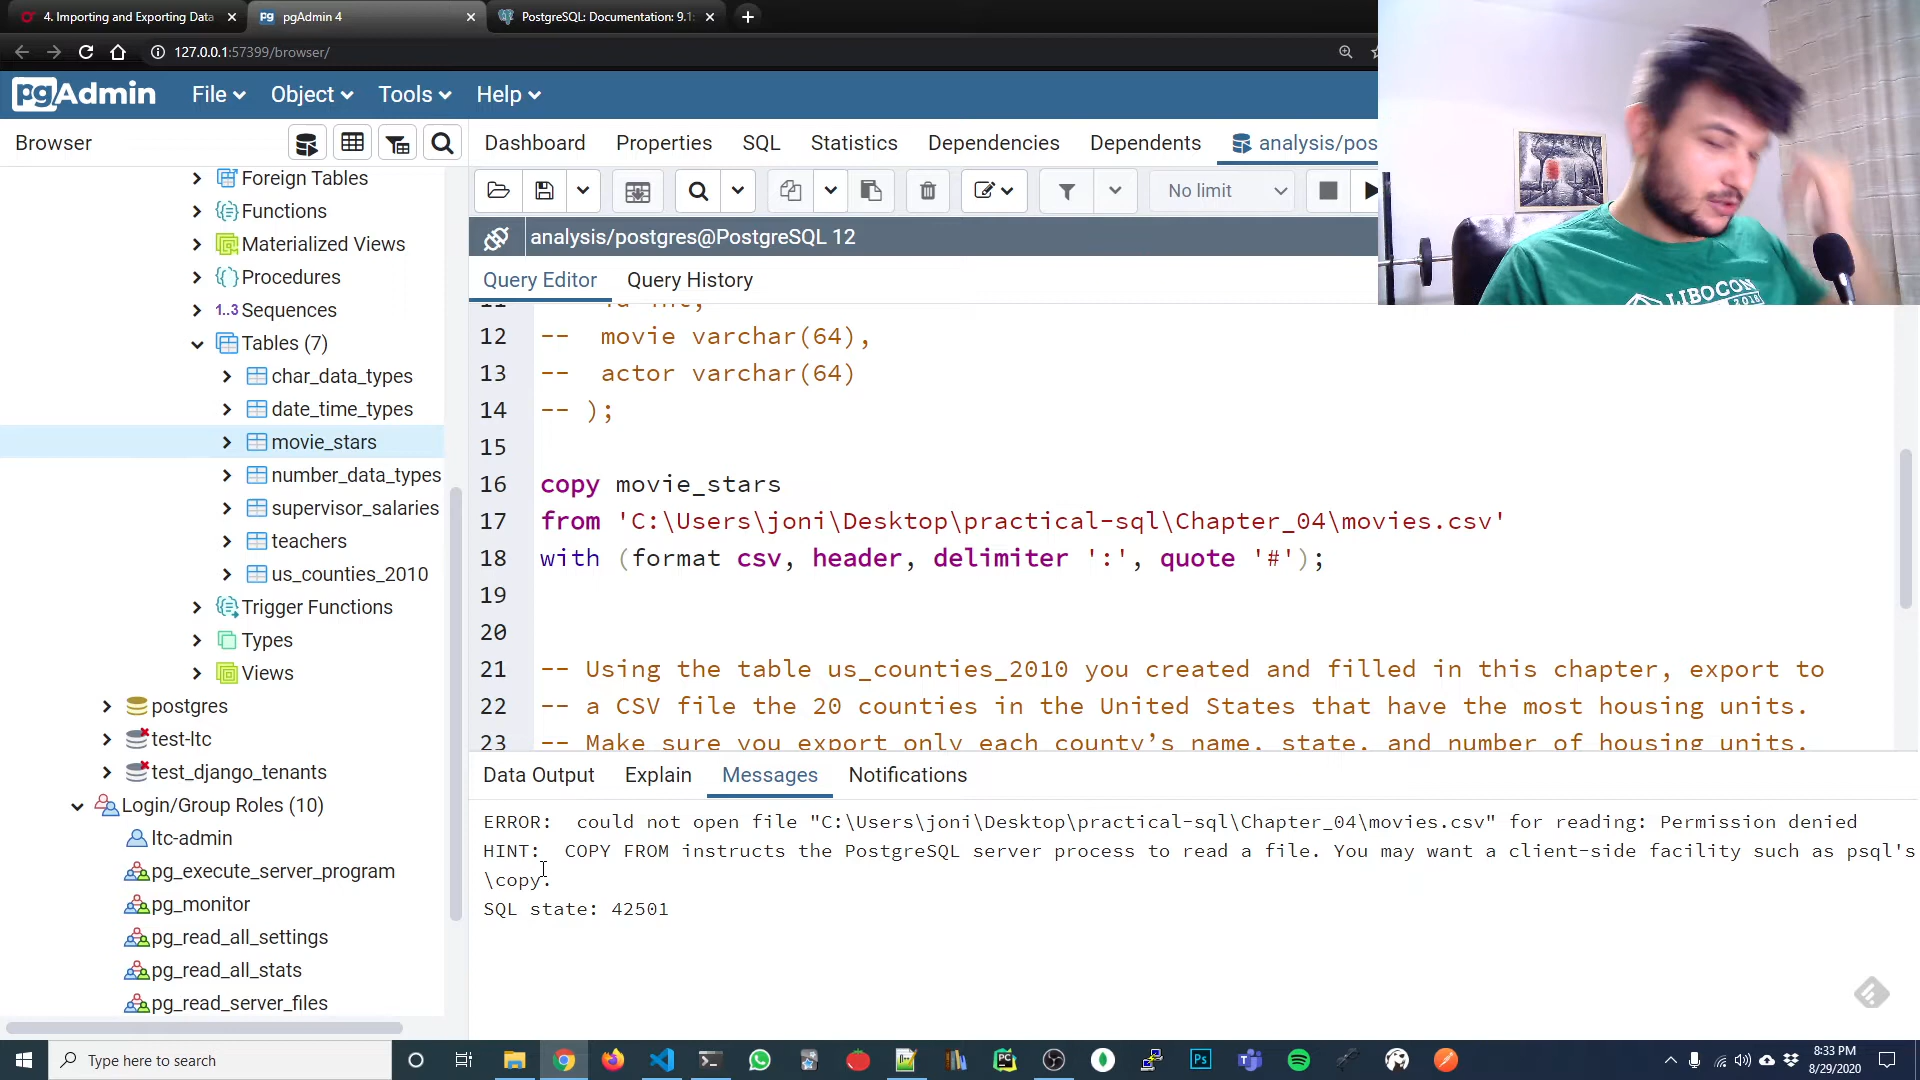 4. Importing and Exporting Data
pgAdmin 4
PostgreSQL: Documentation: 9.1:
127.0.0.1:57399/browser/
pgAdmin
File
Object
Tools
Help
Browser
Dashboard
Properties
SQL
Statistics
Dependencies
Dependents
analysis/pos
No limit
analysis/postgres@PostgreSQL 12
Query Editor
Query History
Foreign Tables
Functions
Materialized Views
Procedures
1..3 Sequences
Tables (7)
char_data_types
date_time_types
movie_stars
number_data_types
supervisor_salaries
teachers
us_counties_2010
Trigger Functions
Types
Views
postgres
test-ltc
test_django_tenants
Login/Group Roles (10)
ltc-admin
pg_execute_server_program
pg_monitor
pg_read_all_settings
pg_read_all_stats
pg_read_server_files
12 -- movie varchar(64),
13 -- actor varchar(64)
14 -- );
15
16 copy movie_stars
17 from 'C:\Users\joni\Desktop\practical-sql\Chapter_04\movies.csv'
18 with (format csv, header, delimiter ':', quote '#');
19
20
21 -- Using the table us_counties_2010 you created and filled in this chapter, export to
22 -- a CSV file the 20 counties in the United States that have the most housing units.
23 -- Make sure you export only each county’s name, state, and number of housing units.
Data Output
Explain
Messages
Notifications
ERROR: could not open file "C:\Users\joni\Desktop\practical-sql\Chapter_04\movies.csv" for reading: Permission denied
HINT: COPY FROM instructs the PostgreSQL server process to read a file. You may want a client-side facility such as psql's
\copy.
SQL state: 42501
LIBOCON
2018
Type here to search
PC
Ps
8:33 PM
8/29/2020